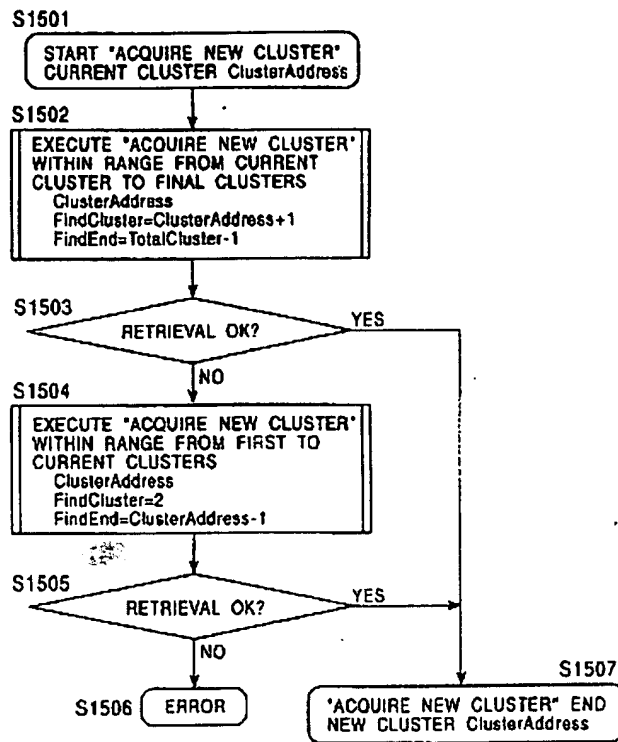 S1501
START "ACQUIRE NEW CLUSTER"
CURRENT CLUSTER ClusterAddress
S1502
EXECUTE "ACQUIRE NEW CLUSTER"
WITHIN RANGE FROM CURRENT
CLUSTER TO FINAL CLUSTERS
ClusterAddress
FindCluster=ClusterAddress+1
FindEnd=TotalCluster-1
S1503
RETRIEVAL OK?
YES
NO
S1504
EXECUTE "ACQUIRE NEW CLUSTER"
WITHIN RANGE FROM FIRST TO
CURRENT CLUSTERS
ClusterAddress
FindCluster=2
FindEnd=ClusterAddress-1
S1505
RETRIEVAL OK?
YES
NO
S1506
ERROR
S1507
"ACQUIRE NEW CLUSTER" END
NEW CLUSTER ClusterAddress